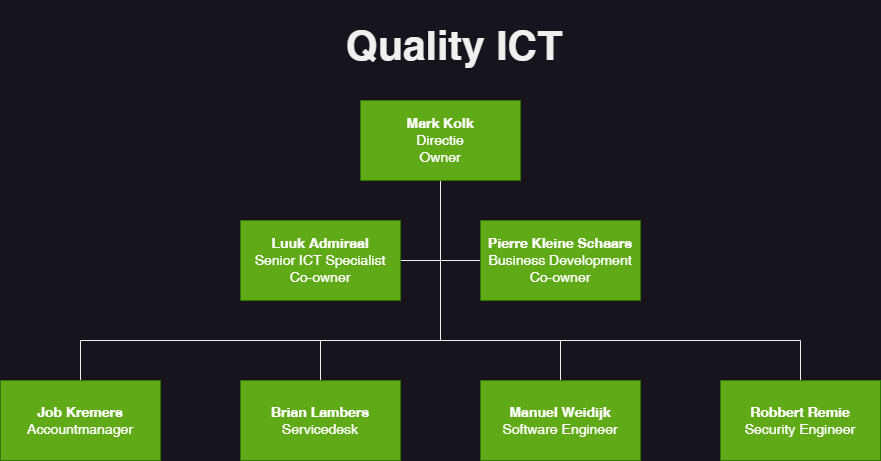 Quality ICT
Mark Kolk
Directie
Owner
Luuk Admiraal
Senior ICT Specialist
Co-owner
Pierre Kleine Schaars
Business Development
Co-owner
Job Kremers
Accountmanager
Brian Lambers
Servicedesk
Manuel Weidijk
Software Engineer
Robbert Remie
Security Engineer